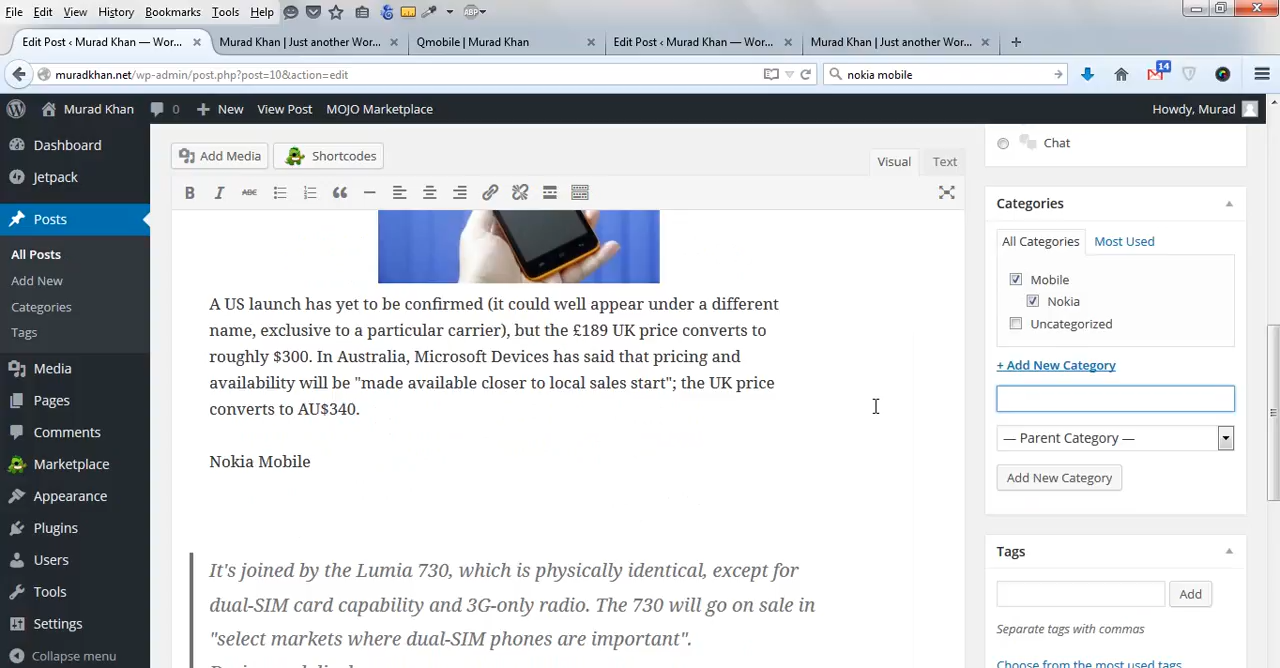 File Edit View History Bookmarks Tools Help ABP
Edit Post ‹ Murad Khan — Wor... Murad Khan | Just another Wor... Qmobile | Murad Khan Edit Post ‹ Murad Khan — Wor... Murad Khan | Just another Wor...
muradkhan.net/wp-admin/post.php?post=10&action=edit nokia mobile 14
Murad Khan 0 New View Post MOJO Marketplace Howdy, Murad
Dashboard
Jetpack
Posts
All Posts
Add New
Categories
Tags
Media
Pages
Comments
Marketplace
Appearance
Plugins
Users
Tools
Settings
Collapse menu
Add Media Shortcodes Visual Text
B I ABC
A US launch has yet to be confirmed (it could well appear under a different
name, exclusive to a particular carrier), but the £189 UK price converts to
roughly $300. In Australia, Microsoft Devices has said that pricing and
availability will be "made available closer to local sales start"; the UK price
converts to AU$340.
Nokia Mobile
It's joined by the Lumia 730, which is physically identical, except for
dual-SIM card capability and 3G-only radio. The 730 will go on sale in
"select markets where dual-SIM phones are important".
Chat
Categories
All Categories Most Used
Mobile
Nokia
Uncategorized
+ Add New Category
— Parent Category —
Add New Category
Tags
Add
Separate tags with commas
Choose from the most used tags